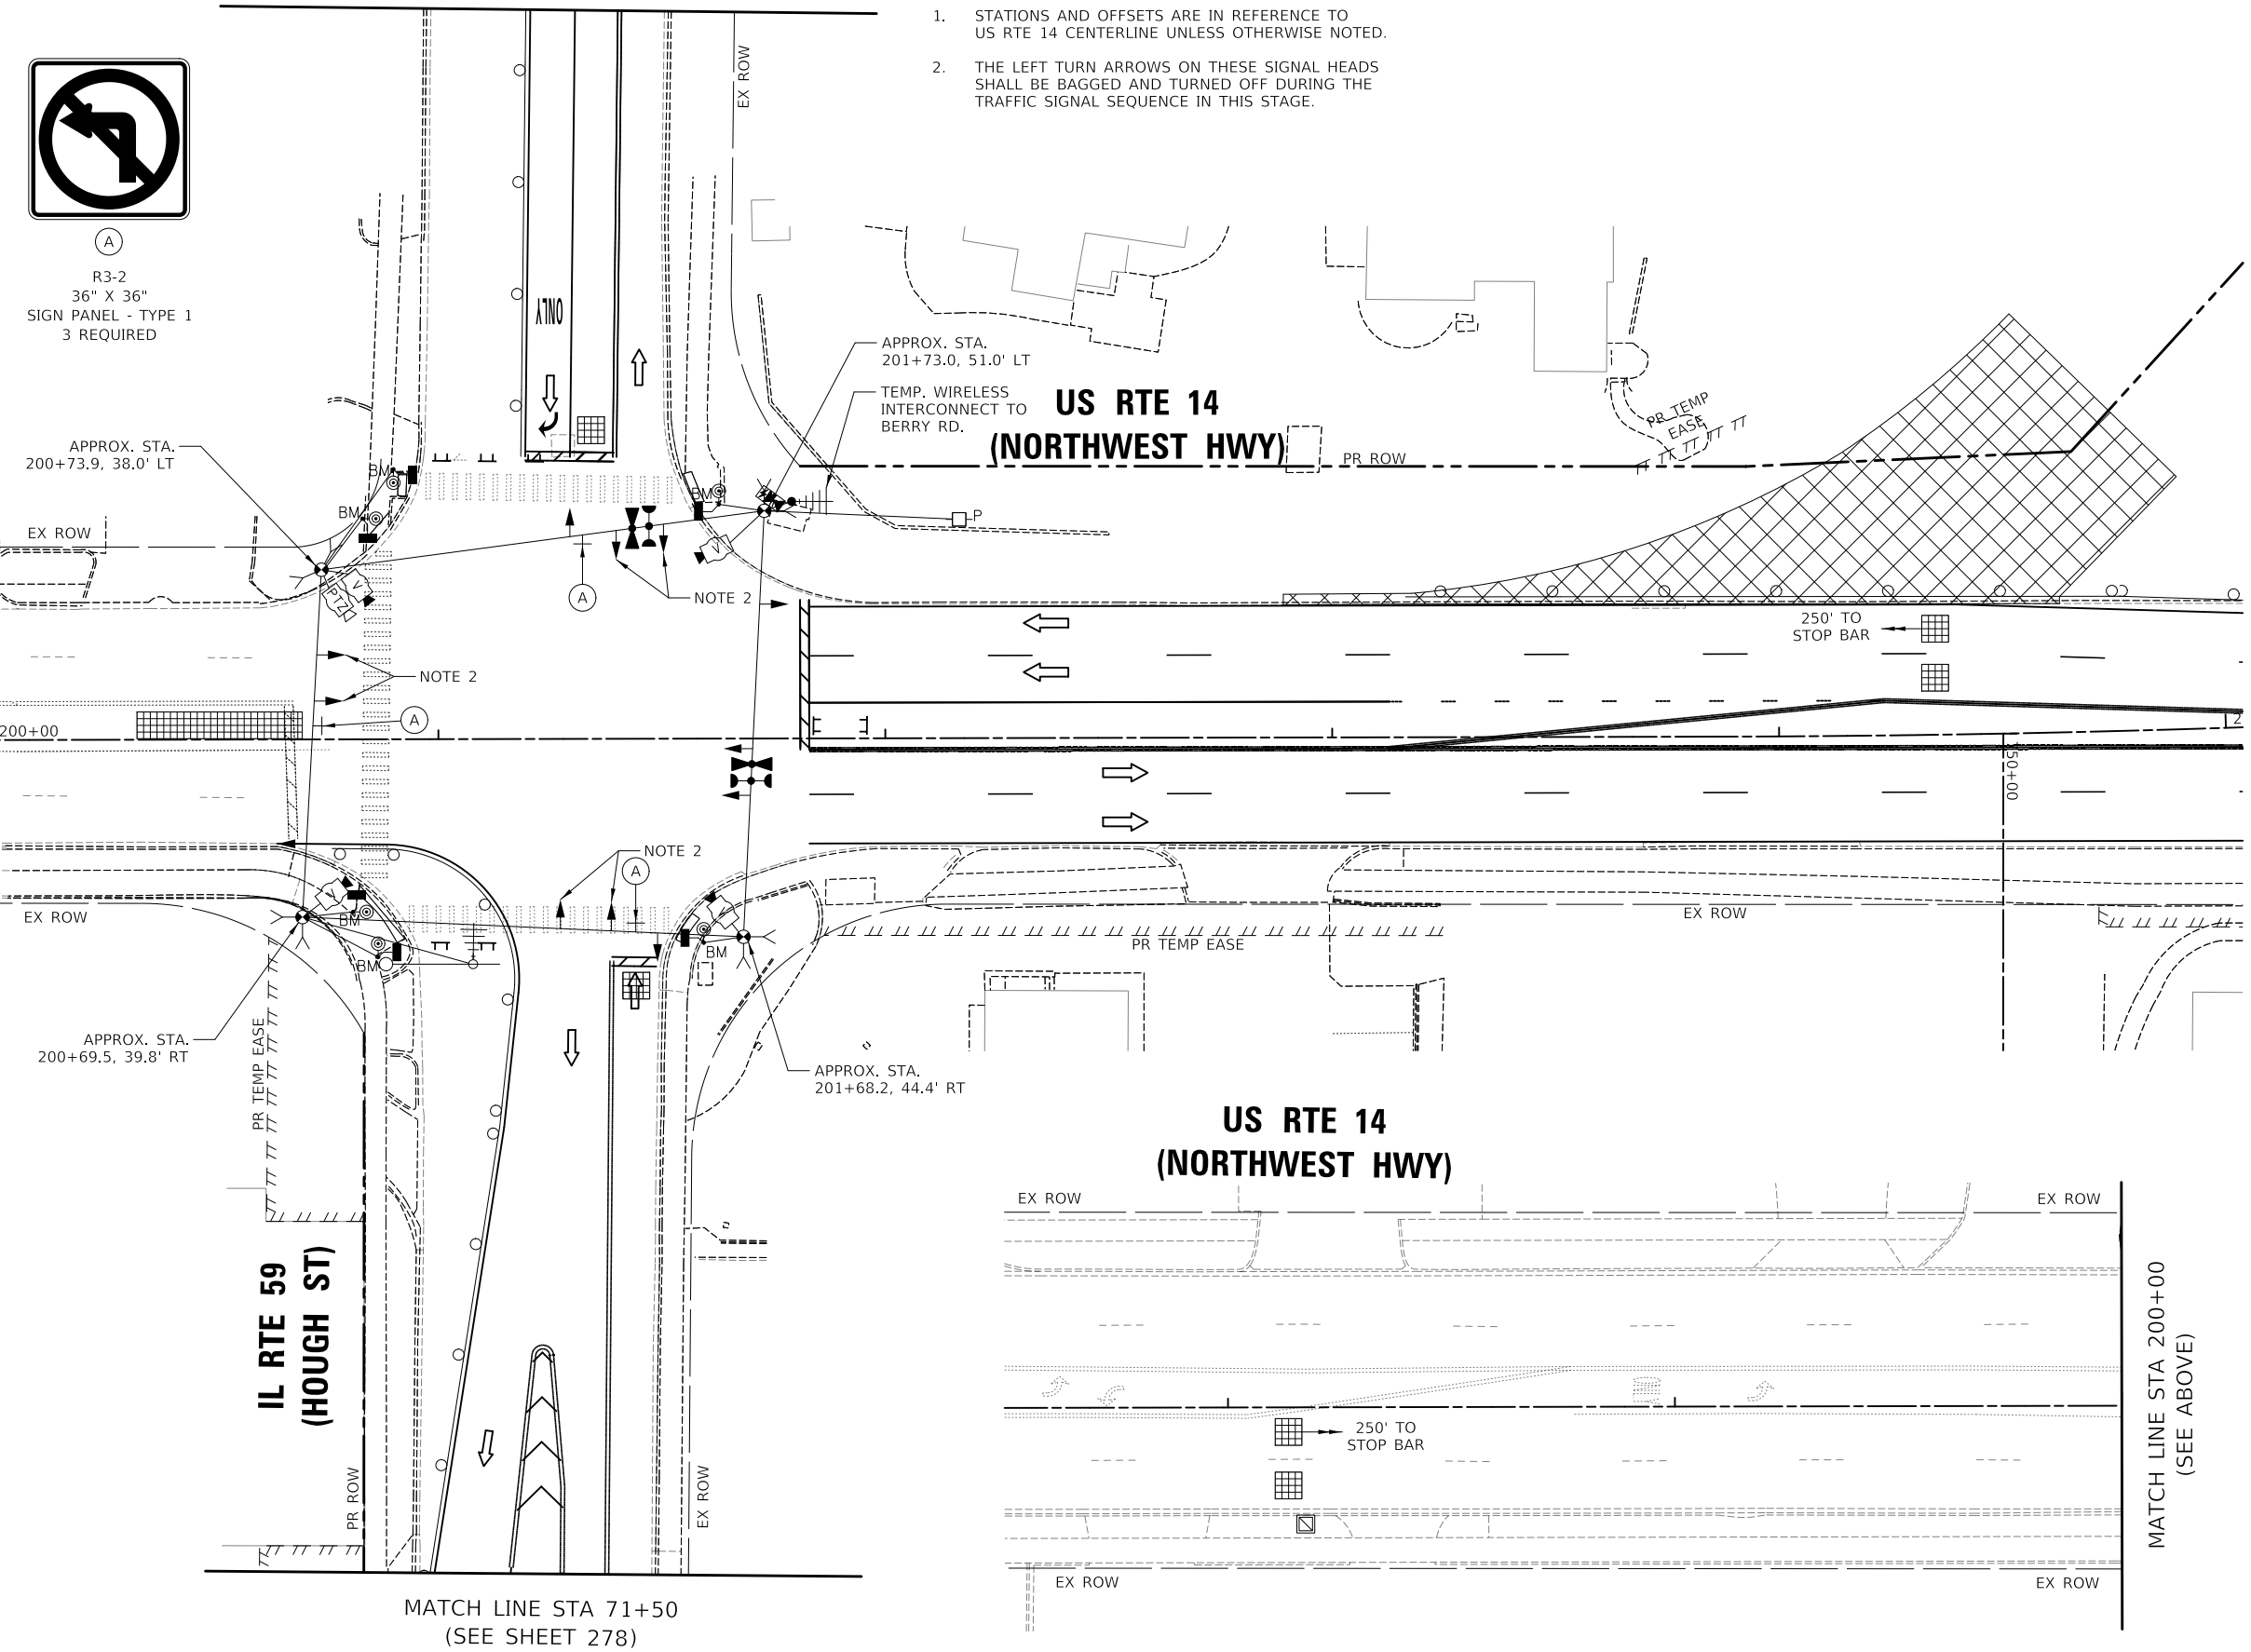 1. STATIONS AND OFFSETS ARE IN REFERENCE TO
US RTE 14 CENTERLINE UNLESS OTHERWISE NOTED.
2. THE LEFT TURN ARROWS ON THESE SIGNAL HEADS
SHALL BE BAGGED AND TURNED OFF DURING THE
TRAFFIC SIGNAL SEQUENCE IN THIS STAGE.
A
R3-2
36" X 36"
SIGN PANEL - TYPE 1
3 REQUIRED
EX ROW
ONLY
APPROX. STA.
201+73.0, 51.0' LT
TEMP. WIRELESS
INTERCONNECT TO
BERRY RD.
US RTE 14
(NORTHWEST HWY)
PR ROW
PR TEMP
EASE
APPROX. STA.
200+73.9, 38.0' LT
BM
BM
BM
P
EX ROW
V
V
PTZ
A
NOTE 2
250' TO
STOP BAR
NOTE 2
A
200+00
2
50+00
NOTE 2
A
V
V
BM
BM
BM
EX ROW
EX ROW
PR TEMP EASE
PR TEMP EASE
APPROX. STA.
200+69.5, 39.8' RT
APPROX. STA.
201+68.2, 44.4' RT
US RTE 14
(NORTHWEST HWY)
EX ROW
EX ROW
IL RTE 59
(HOUGH ST)
PR ROW
EX ROW
250' TO
STOP BAR
EX ROW
EX ROW
MATCH LINE STA 200+00
(SEE ABOVE)
MATCH LINE STA 71+50
(SEE SHEET 278)